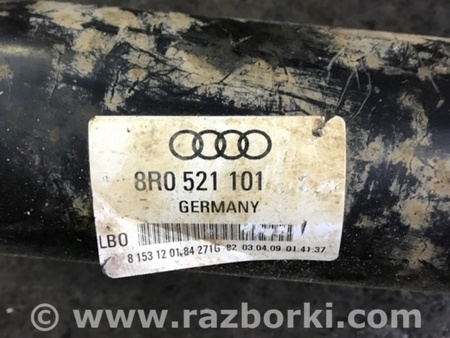 8R0 521 101
GERMANY
LBO
8 153 12 01.84 271G 82 03.04.09 01.41.37
© www.razborki.com